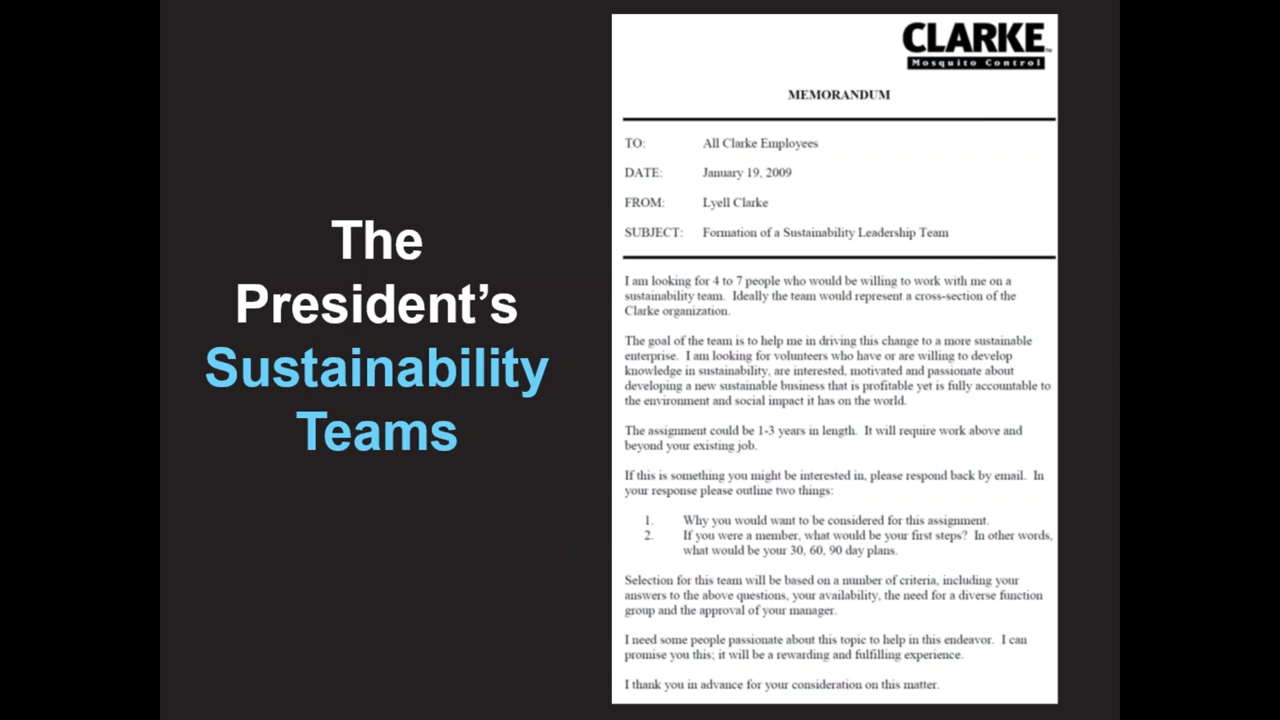 The
President’s
Sustainability
Teams
CLARKE™
Mosquito Control
MEMORANDUM
TO: All Clarke Employees
DATE: January 19, 2009
FROM: Lyell Clarke
SUBJECT: Formation of a Sustainability Leadership Team
I am looking for 4 to 7 people who would be willing to work with me on a
sustainability team. Ideally the team would represent a cross-section of the
Clarke organization.
The goal of the team is to help me in driving this change to a more sustainable
enterprise. I am looking for volunteers who have or are willing to develop
knowledge in sustainability, are interested, motivated and passionate about
developing a new sustainable business that is profitable yet is fully accountable to
the environment and social impact it has on the world.
The assignment could be 1-3 years in length. It will require work above and
beyond your existing job.
If this is something you might be interested in, please respond back by email. In
your response please outline two things:
1. Why you would want to be considered for this assignment.
2. If you were a member, what would be your first steps? In other words,
what would be your 30, 60, 90 day plans.
Selection for this team will be based on a number of criteria, including your
answers to the above questions, your availability, the need for a diverse function
group and the approval of your manager.
I need some people passionate about this topic to help in this endeavor. I can
promise you this; it will be a rewarding and fulfilling experience.
I thank you in advance for your consideration on this matter.